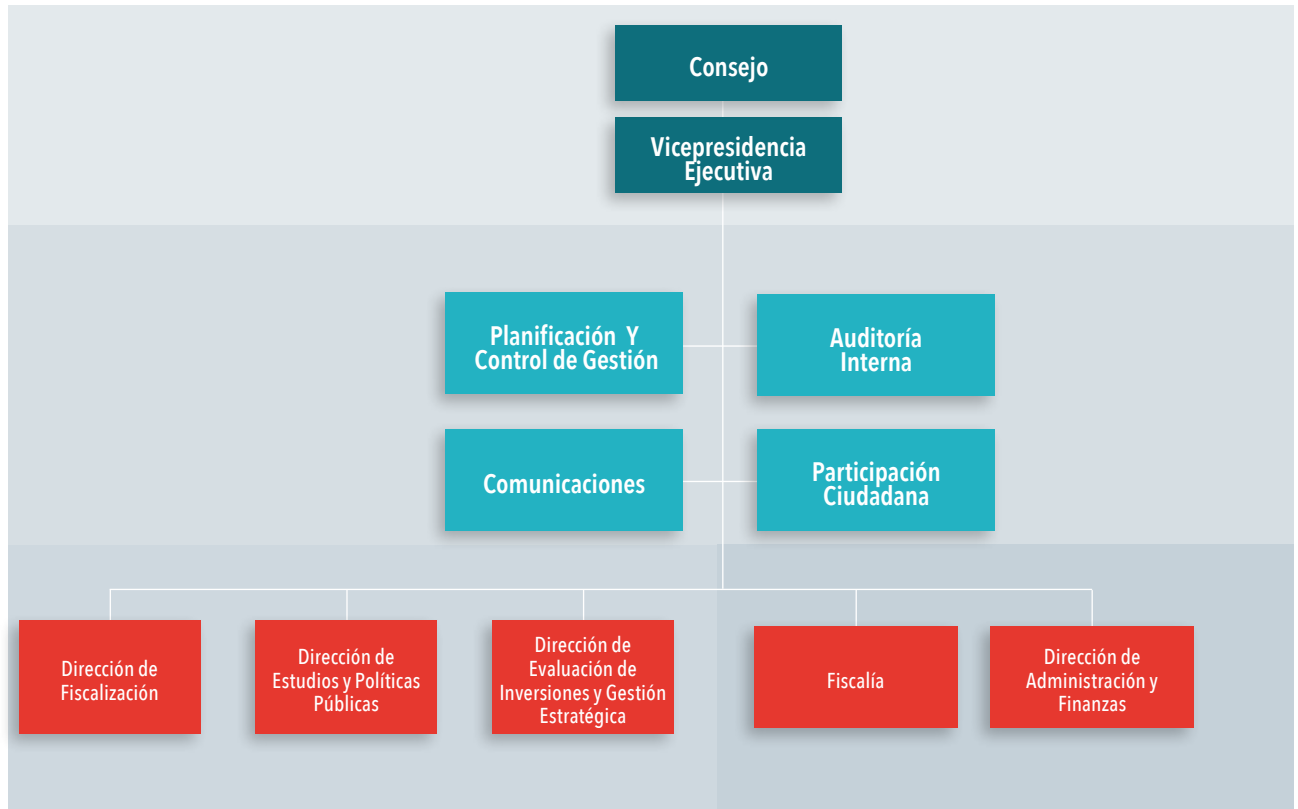 Consejo
Vicepresidencia
Ejecutiva
Planificación Y
Control de Gestión
Auditoría
Interna
Comunicaciones
Participación
Ciudadana
Dirección de
Fiscalización
Dirección de
Estudios y Políticas
Públicas
Dirección de
Evaluación de
Inversiones y Gestión
Estratégica
Fiscalía
Dirección de
Administración y
Finanzas